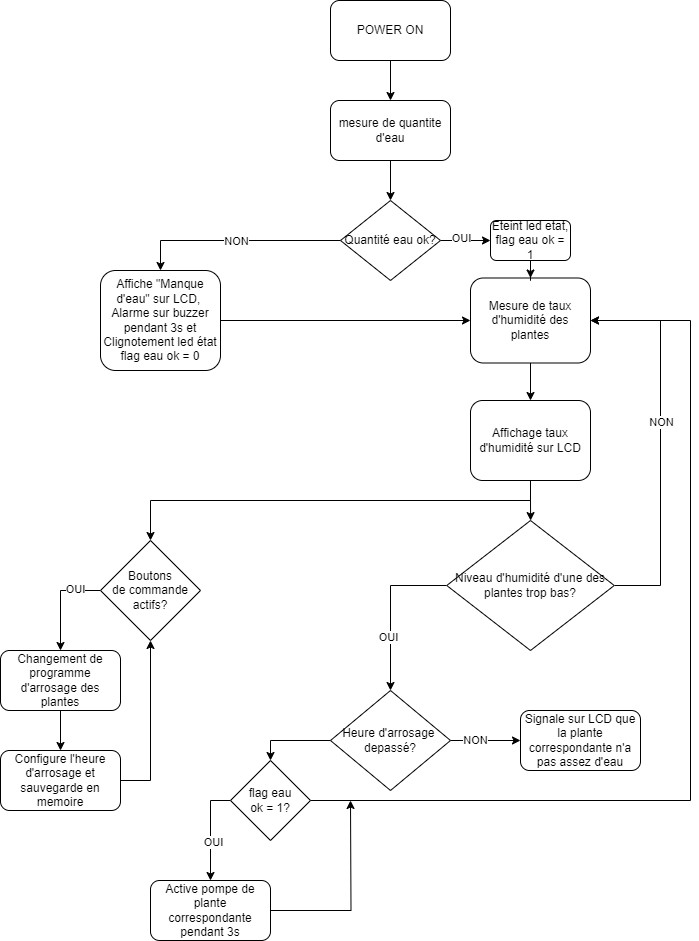 POWER ON
mesure de quantite
d'eau
Quantité eau ok?
NON
OUI
Eteint led etat,
flag eau ok =
1
Affiche "Manque
d'eau" sur LCD,
Alarme sur buzzer
pendant 3s et
Clignotement led état
flag eau ok = 0
Mesure de taux
d'humidité des
plantes
Affichage taux
d'humidité sur LCD
NON
Niveau d'humidité d'une des
plantes trop bas?
Boutons
de commande
actifs?
OUI
Changement de
programme
d'arrosage des
plantes
Configure l'heure
d'arrosage et
sauvegarde en
memoire
OUI
Heure d'arrosage
depassé?
NON
Signale sur LCD que
la plante
correspondante n'a
pas assez d'eau
flag eau
ok = 1?
OUI
Active pompe de
plante
correspondante
pendant 3s